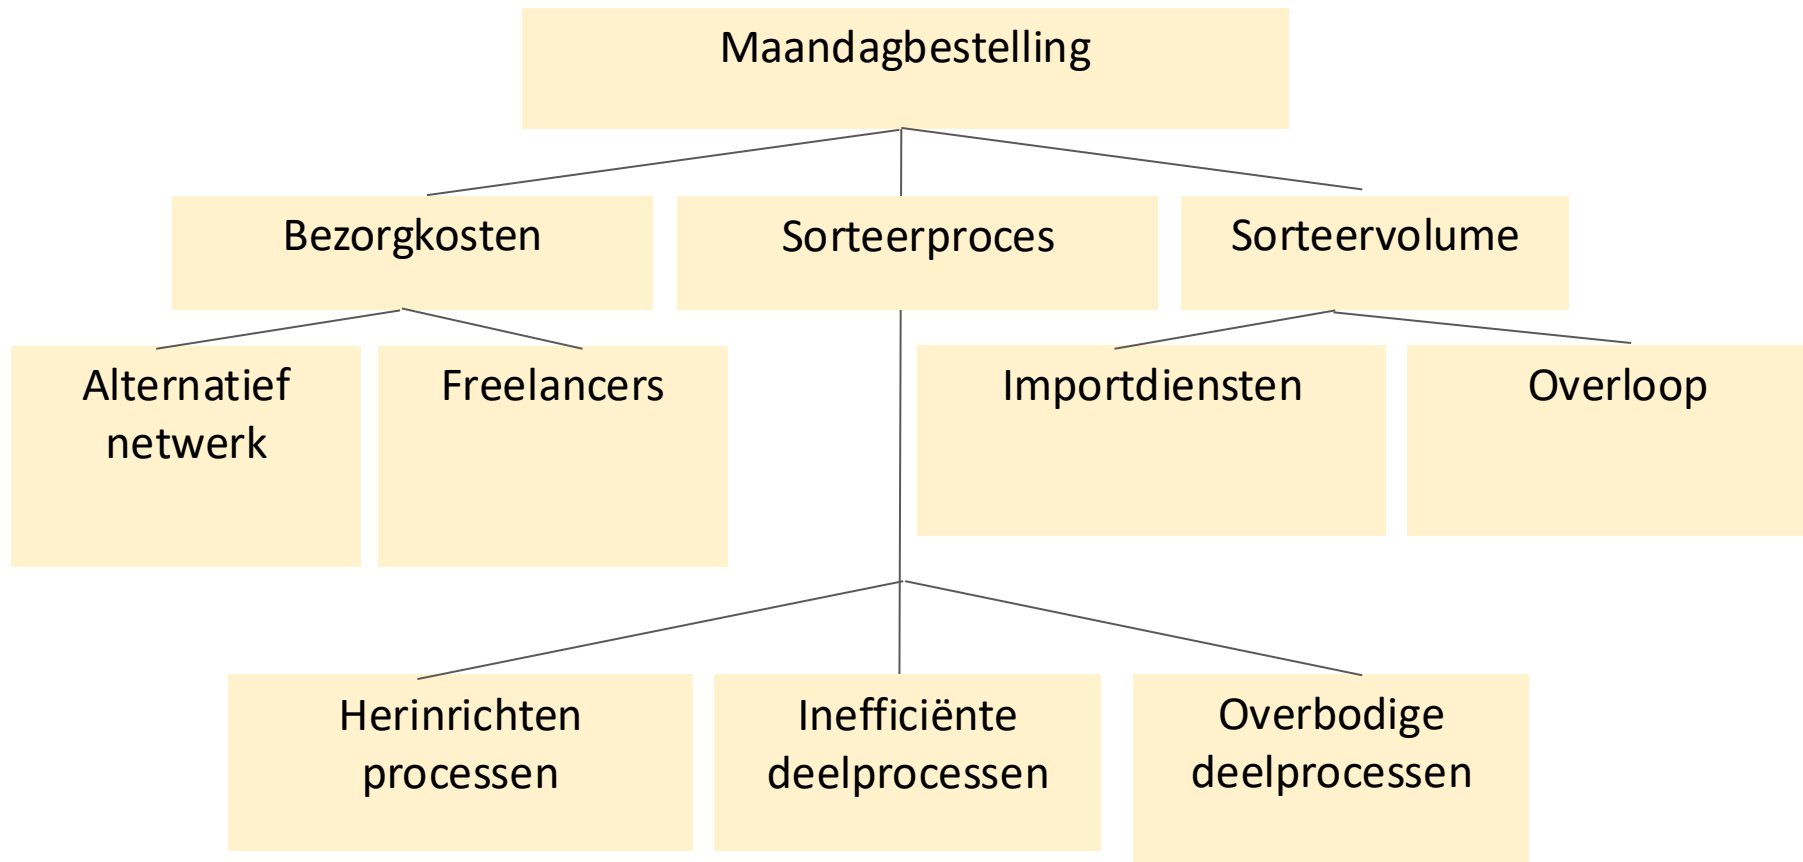 Maandagbestelling
Bezorgkosten
Sorteerproces
Sorteervolume
Alternatief
netwerk
Freelancers
Importdiensten
Overloop
Herinrichten
processen
Inefficiënte
deelprocessen
Overbodige
deelprocessen